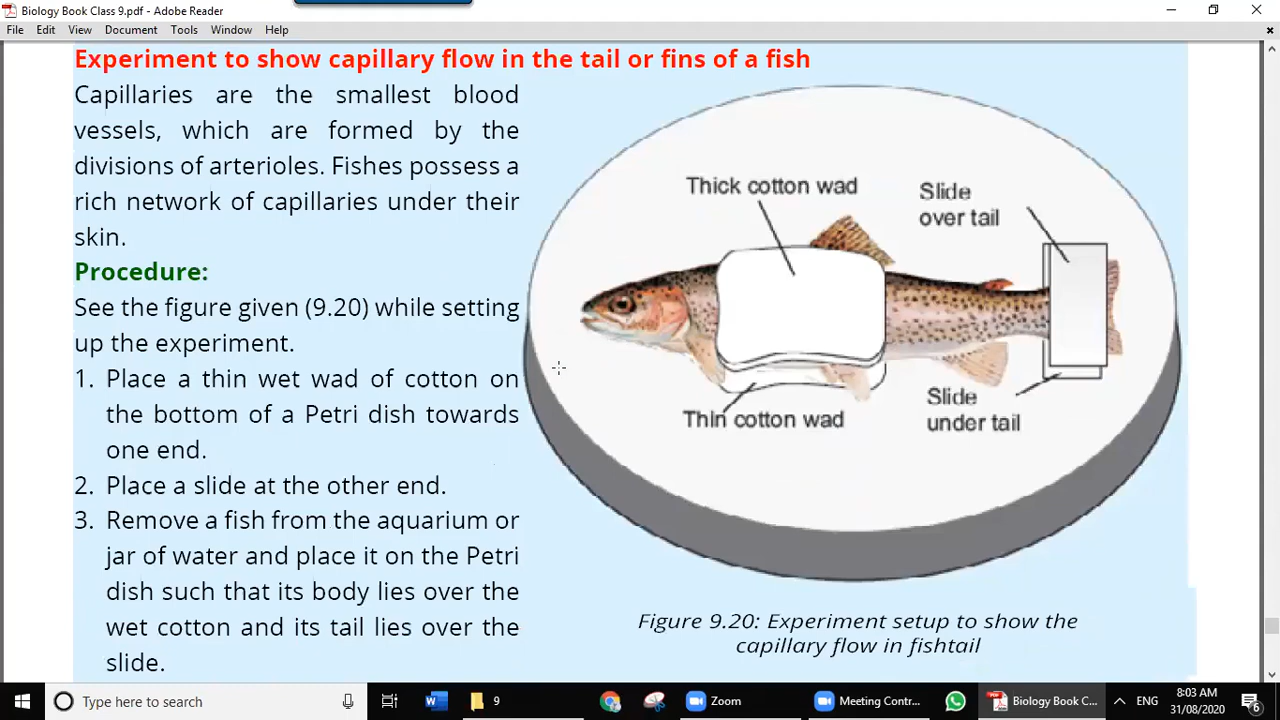 Biology Book Class 9.pdf - Adobe Reader
File Edit View Document Tools Window Help
Experiment to show capillary flow in the tail or fins of a fish
Capillaries are the smallest blood
vessels, which are formed by the
divisions of arterioles. Fishes possess a
rich network of capillaries under their
skin.
Procedure:
See the figure given (9.20) while setting
up the experiment.
1. Place a thin wet wad of cotton on
the bottom of a Petri dish towards
one end.
2. Place a slide at the other end.
3. Remove a fish from the aquarium or
jar of water and place it on the Petri
dish such that its body lies over the
wet cotton and its tail lies over the
slide.
Thick cotton wad
Slide
over tail
Thin cotton wad
Slide
under tail
Figure 9.20: Experiment setup to show the
capillary flow in fishtail
Type here to search
9
Zoom
Meeting Contr...
Biology Book C...
ENG
8:03 AM
31/08/2020
6